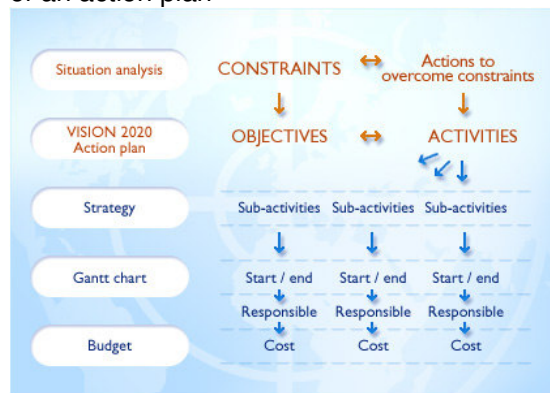 or an action plan
Situation analysis
CONSTRAINTS
Actions to
overcome constraints
VISION 2020
Action plan
OBJECTIVES
ACTIVITIES
Strategy
Sub-activities Sub-activities Sub-activities
Gantt chart
Start / end Start / end Start / end
Responsible Responsible Responsible
Budget
Cost Cost Cost